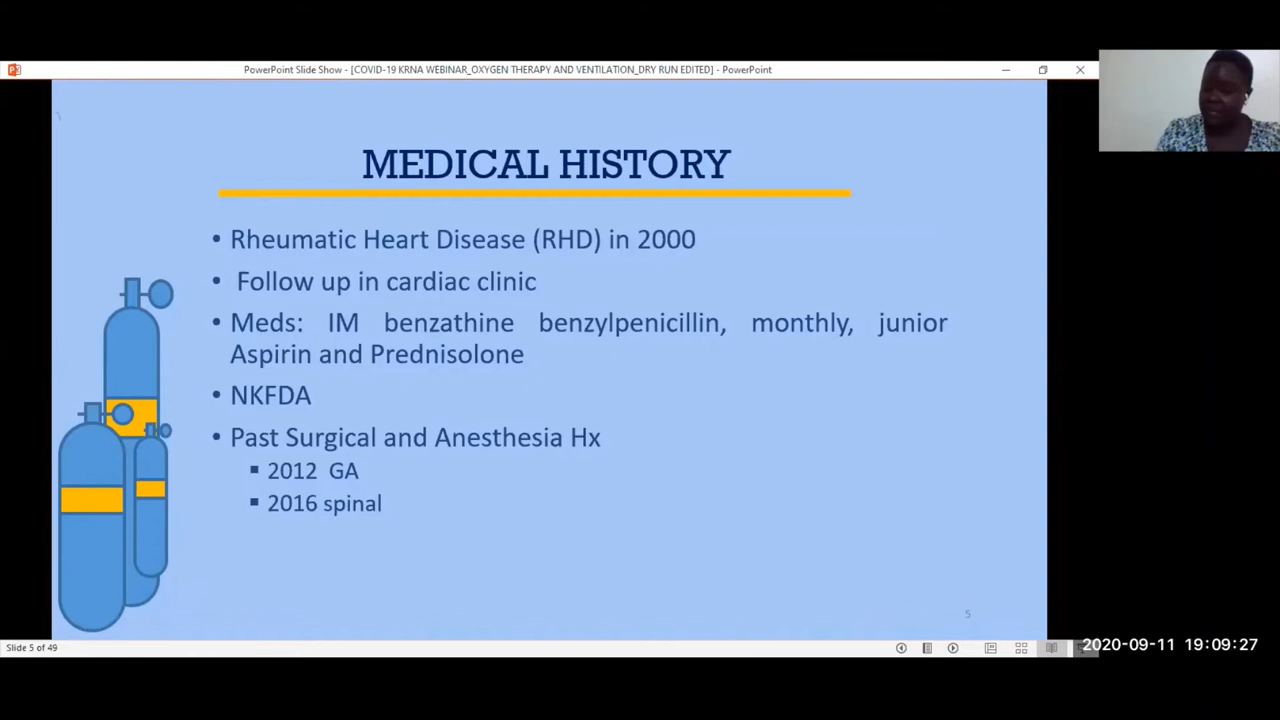 PowerPoint Slide Show - [COVID-19 KRNA WEBINAR_OXYGEN THERAPY AND VENTILATION_DRY RUN EDITED] - PowerPoint
MEDICAL HISTORY
• Rheumatic Heart Disease (RHD) in 2000
• Follow up in cardiac clinic
• Meds: IM benzathine benzylpenicillin, monthly, junior
Aspirin and Prednisolone
• NKFDA
• Past Surgical and Anesthesia Hx
▪ 2012 GA
▪ 2016 spinal
5
Slide 5 of 49
2020-09-11 19:09:27